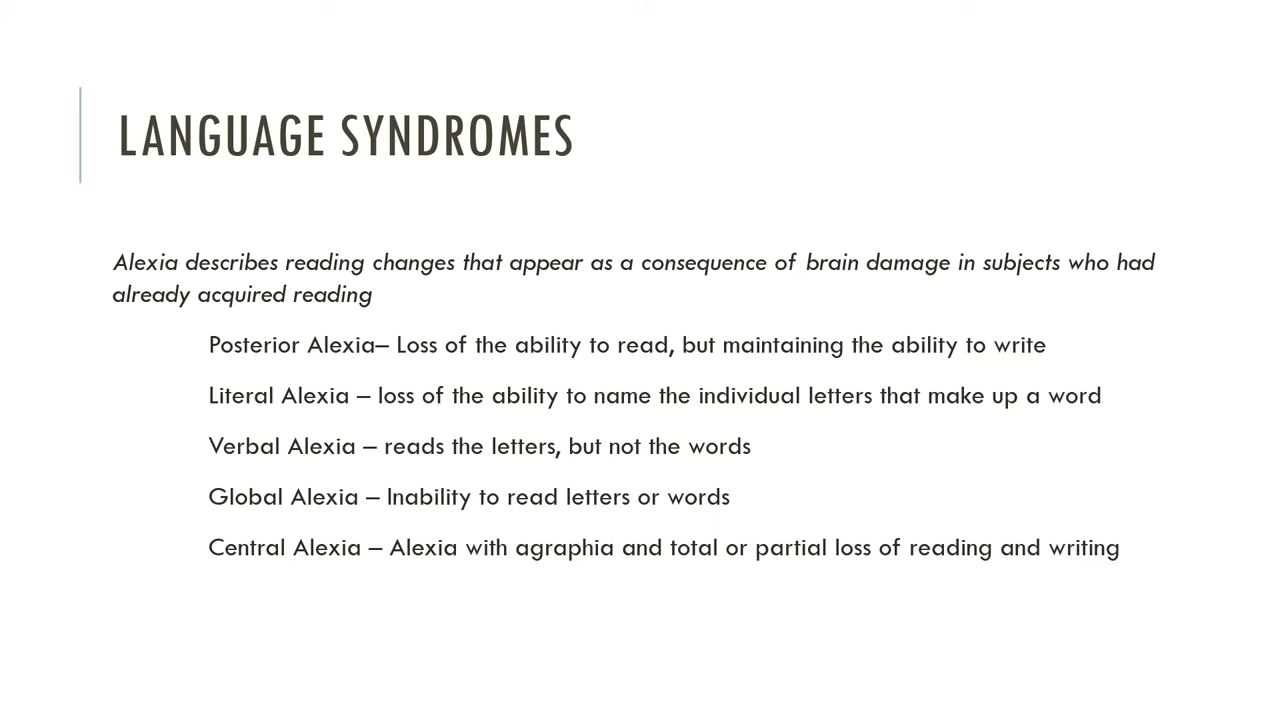 LANGUAGE SYNDROMES
Alexia describes reading changes that appear as a consequence of brain damage in subjects who had
already acquired reading
Posterior Alexia– Loss of the ability to read, but maintaining the ability to write
Literal Alexia – loss of the ability to name the individual letters that make up a word
Verbal Alexia – reads the letters, but not the words
Global Alexia – Inability to read letters or words
Central Alexia – Alexia with agraphia and total or partial loss of reading and writing